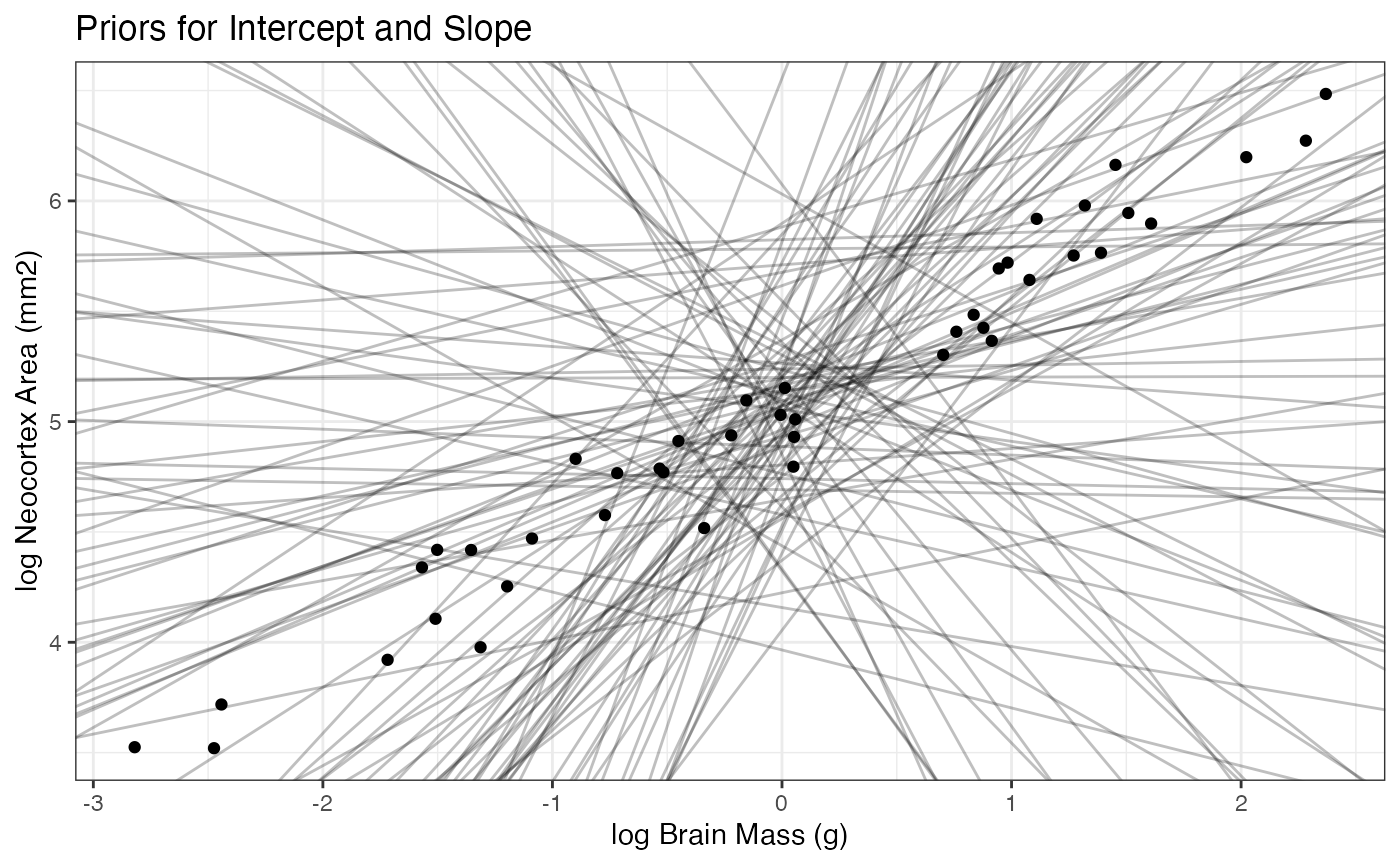 Priors for Intercept and Slope
log Neocortex Area (mm2)
6
5
4
-3 -2 -1 0 1 2
log Brain Mass (g)